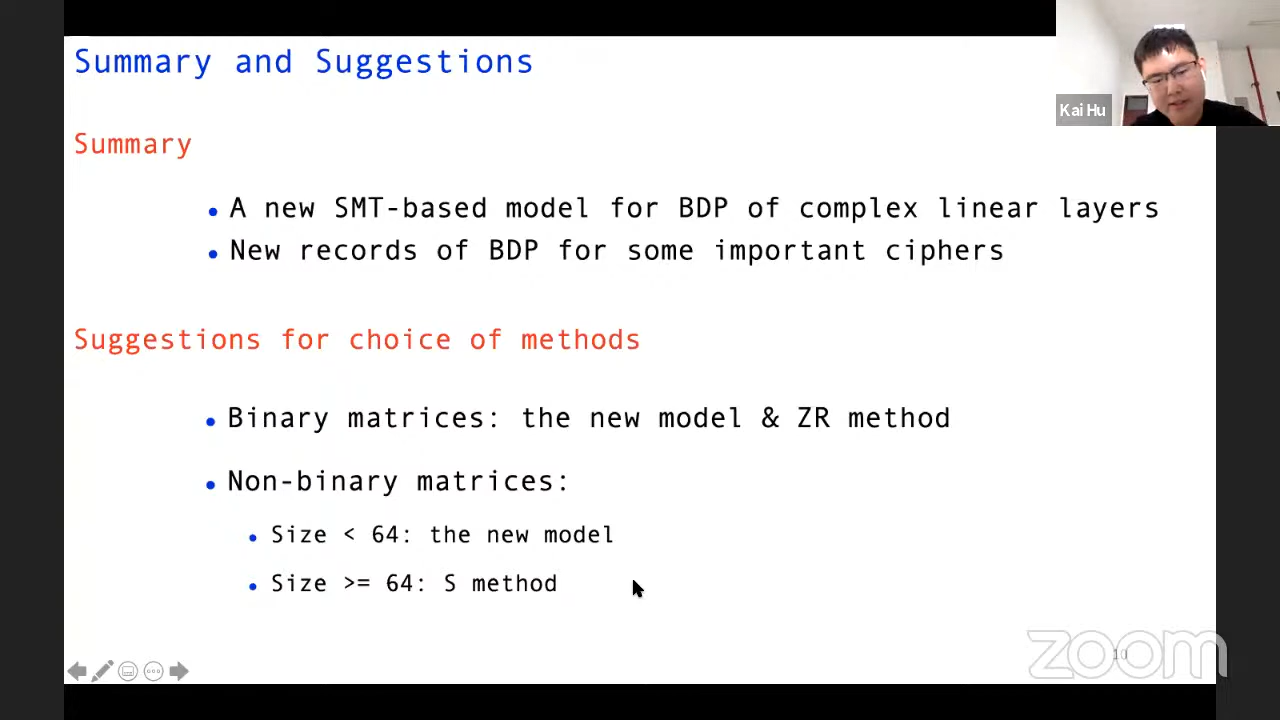 Summary and Suggestions
Kai Hu
Summary
• A new SMT-based model for BDP of complex linear layers
• New records of BDP for some important ciphers
Suggestions for choice of methods
• Binary matrices: the new model & ZR method
• Non-binary matrices:
• Size < 64: the new model
• Size >= 64: S method
zoom
10